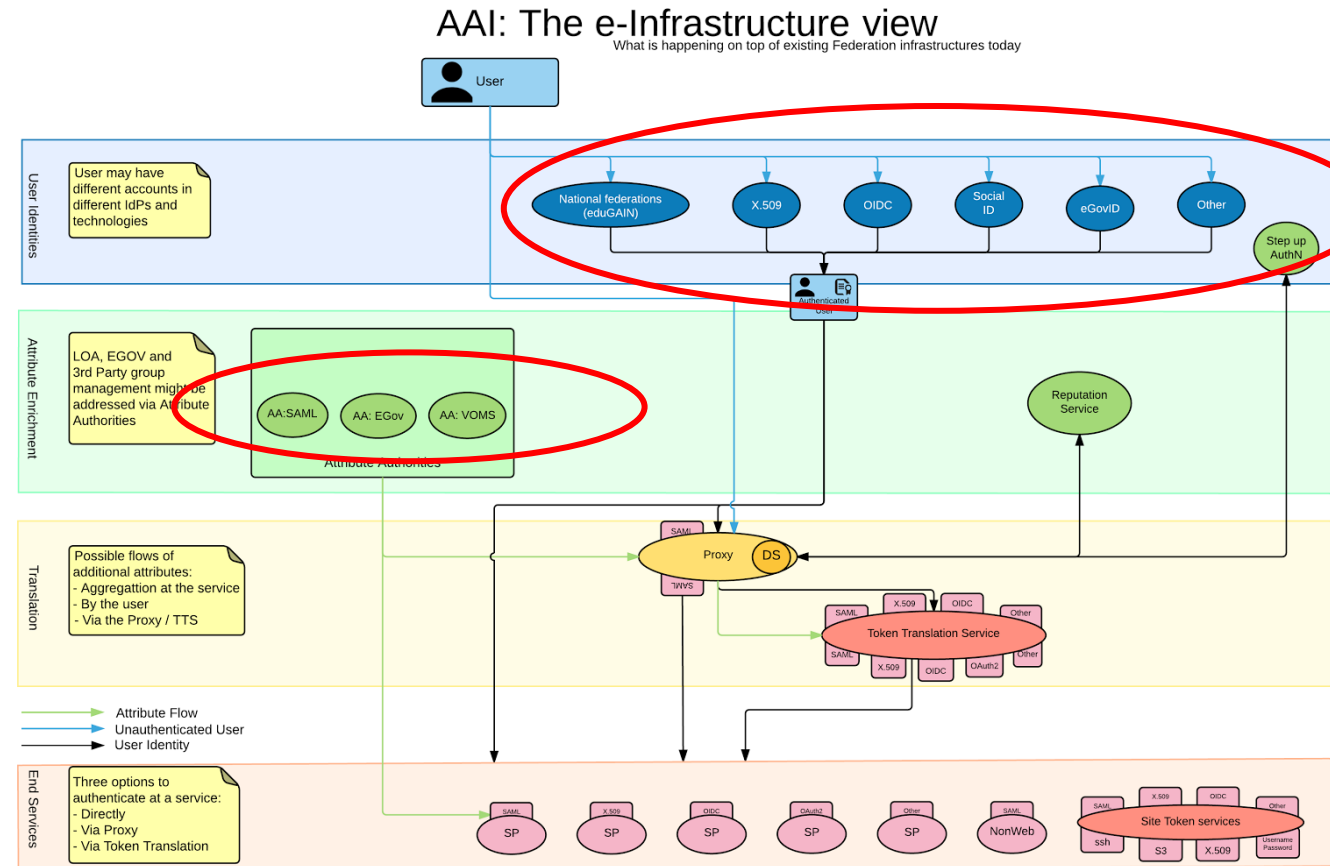 AAI: The e-Infrastructure view
What is happening on top of existing Federation infrastructures today
User
User Identities
User may have
different accounts in
different IdPs and
technologies
National federations
(eduGAIN)
X.509
OIDC
Social
ID
eGovID
Other
Step up
AuthN
Authenticated
User
Attribute Enrichment
LOA, EGOV and
3rd Party group
management might be
addressed via Attribute
Authorities
AA:SAML
AA: EGov
AA: VOMS
Attribute Authorities
Reputation
Service
Translation
Possible flows of
additional attributes:
- Aggregattion at the service
- By the user
- Via the Proxy / TTS
SAML
Proxy
DS
SAML
SAML
X.509
OIDC
Other
Token Translation Service
SAML
X.509
OIDC
OAuth2
Other
Attribute Flow
Unauthenticated User
User Identity
End Services
Three options to
authenticate at a service:
- Directly
- Via Proxy
- Via Token Translation
SAML
SP
X.509
SP
OIDC
SP
OAuth2
SP
Other
SP
SAML
NonWeb
SAML
X.509
OIDC
Other
Site Token services
ssh
S3
X.509
Username
Password